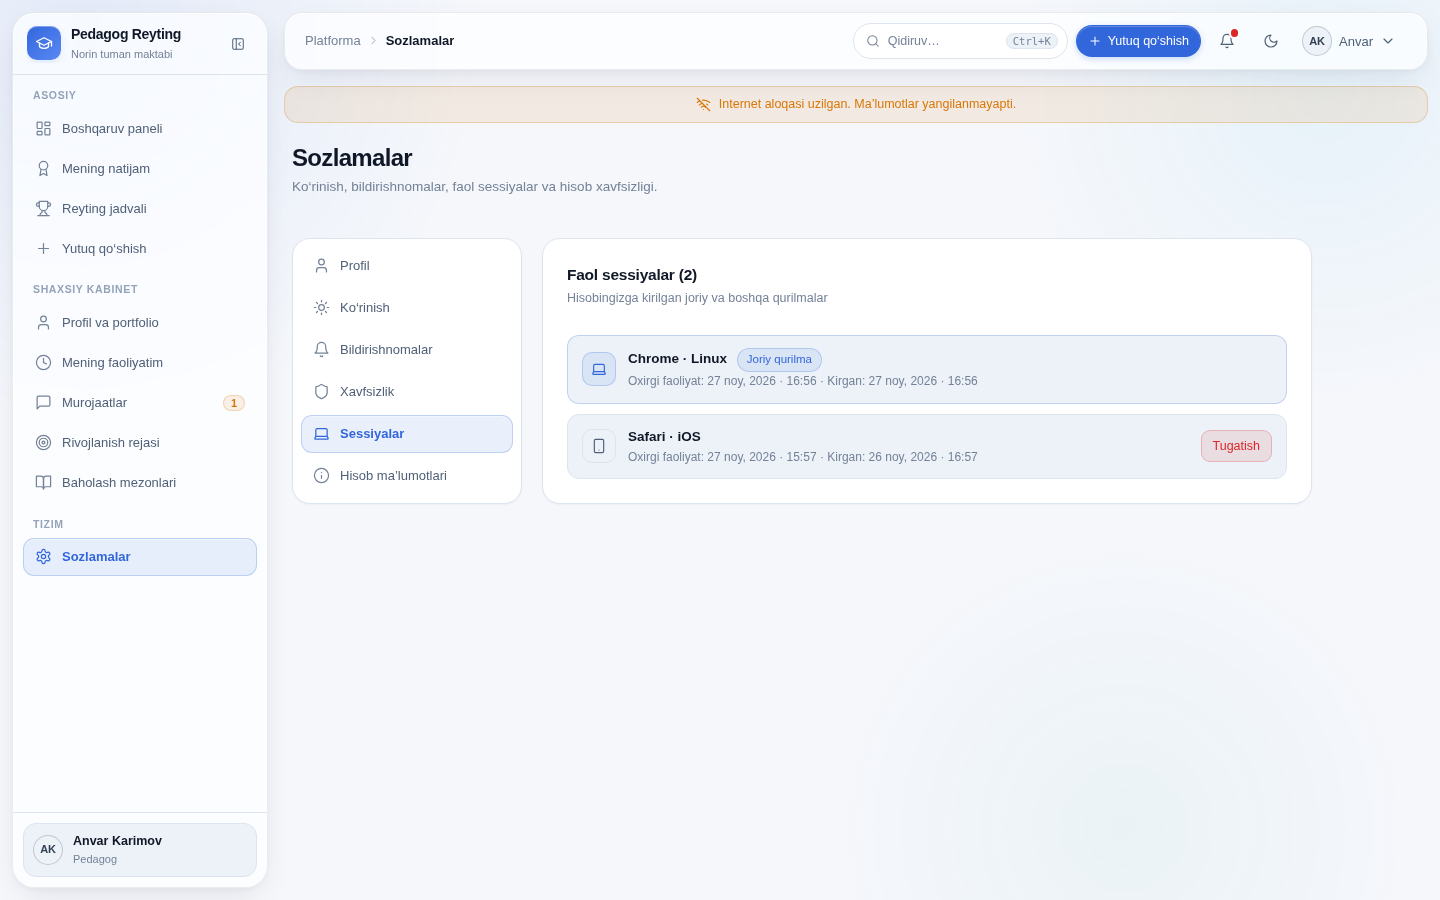 Pedagog Reyting
Norin tuman maktabi
ASOSIY
Boshqaruv paneli
Mening natijam
Reyting jadvali
Yutuq qo‘shish
SHAXSIY KABINET
Profil va portfolio
Mening faoliyatim
Murojaatlar 1
Rivojlanish rejasi
Baholash mezonlari
TIZIM
Sozlamalar
AK Anvar Karimov
Pedagog
Platforma Sozlamalar
Qidiruv… Ctrl+K
Yutuq qo‘shish
AK Anvar
Internet aloqasi uzilgan. Ma’lumotlar yangilanmayapti.
Sozlamalar
Ko‘rinish, bildirishnomalar, faol sessiyalar va hisob xavfsizligi.
Profil
Ko‘rinish
Bildirishnomalar
Xavfsizlik
Sessiyalar
Hisob ma’lumotlari
Faol sessiyalar (2)
Hisobingizga kirilgan joriy va boshqa qurilmalar
Chrome · Linux Joriy qurilma
Oxirgi faoliyat: 27 noy, 2026 · 16:56 · Kirgan: 27 noy, 2026 · 16:56
Safari · iOS
Oxirgi faoliyat: 27 noy, 2026 · 15:57 · Kirgan: 26 noy, 2026 · 16:57
Tugatish